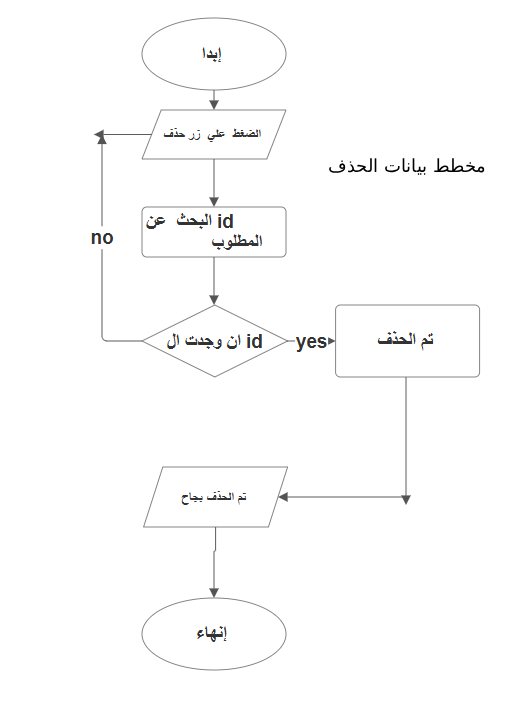 إبدا
الضغط علي زر حذف
مخطط بيانات الحذف
البحث عن id
المطلوب
no
ان وجدت ال id
yes
تم الحذف
تم الحذف بجاح
إنهاء